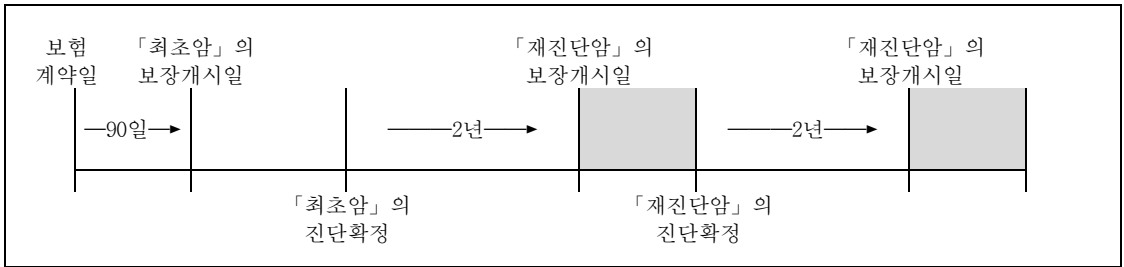 보험
계약일
「최초암」의
보장개시일
「재진단암」의
보장개시일
「재진단암」의
보장개시일
90일
2년
2년
「최초암」의
진단확정
「재진단암」의
진단확정